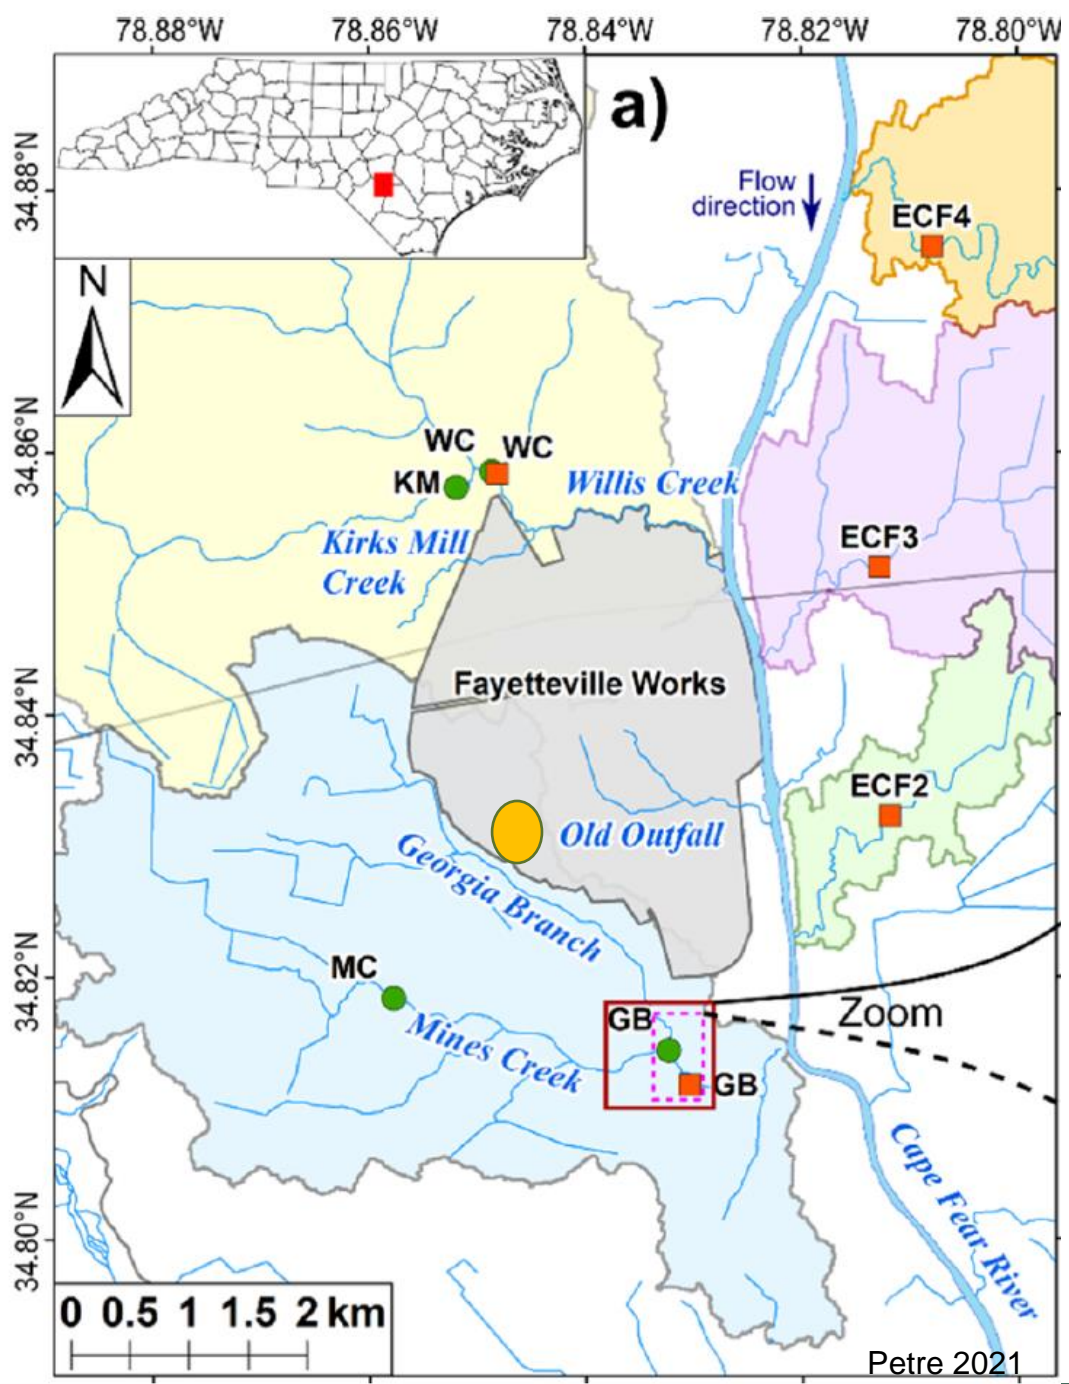 78.88°W 78.86°W 78.84°W 78.82°W 78.80°W
a)
34.88°N
Flow
direction
ECF4
N
34.86°N
WC WC
KM
Willis Creek
Kirks Mill
Creek
ECF3
34.84°N
Fayetteville Works
ECF2
Old Outfall
Georgia Branch
34.82°N
MC
Mines Creek
GB
Zoom
GB
Cape Fear River
34.80°N
0 0.5 1 1.5 2 km
Petre 2021